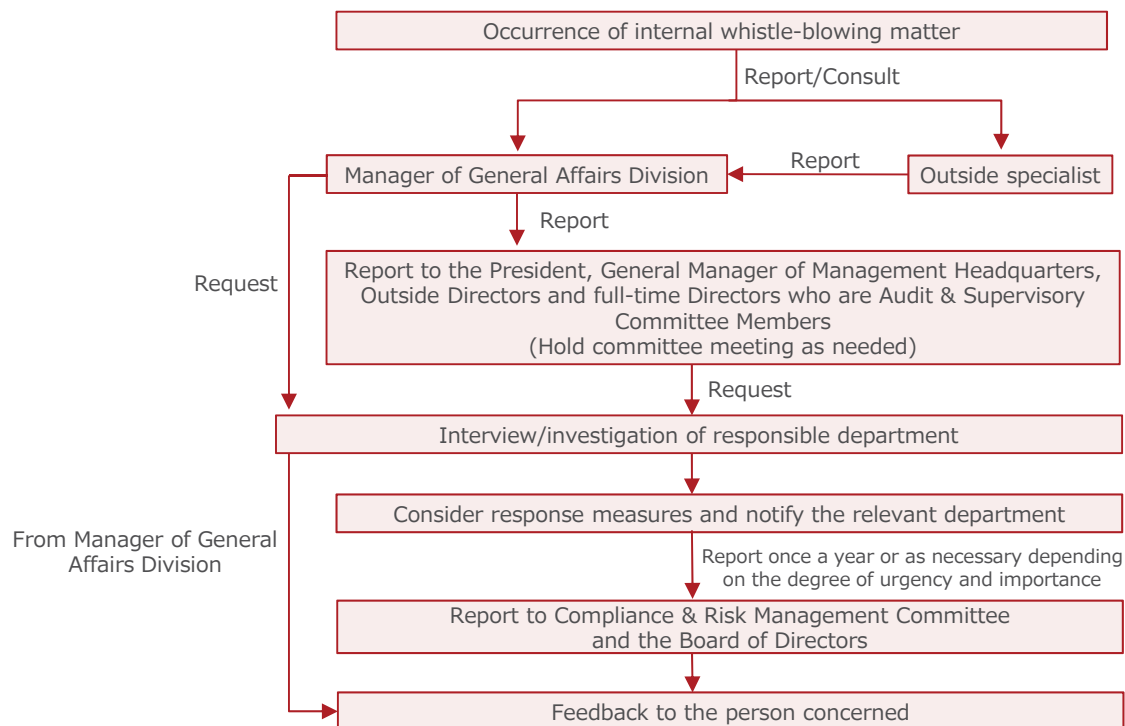 Occurrence of internal whistle-blowing matter
Report/Consult
Manager of General Affairs Division
Report
Outside specialist
Report
Request
Report to the President, General Manager of Management Headquarters,
Outside Directors and full-time Directors who are Audit & Supervisory
Committee Members
(Hold committee meeting as needed)
Request
Interview/investigation of responsible department
Consider response measures and notify the relevant department
From Manager of General
Affairs Division
Report once a year or as necessary depending
on the degree of urgency and importance
Report to Compliance & Risk Management Committee
and the Board of Directors
Feedback to the person concerned